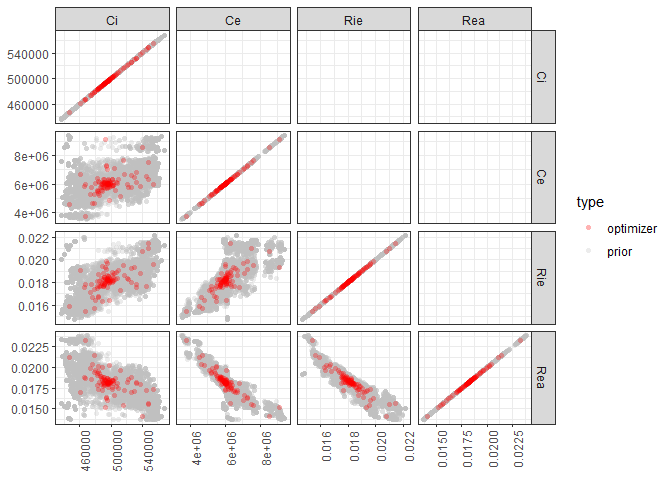 Ci Ce Rie Rea
540000
500000
460000
Ci
8e+06
6e+06
4e+06
Ce
0.022
0.020
0.018
0.016
Rie
0.0225
0.0200
0.0175
0.0150
Rea
460000 500000 540000 4e+06 6e+06 8e+06 0.016 0.018 0.020 0.022 0.0150 0.0175 0.0200 0.0225
type
optimizer
prior